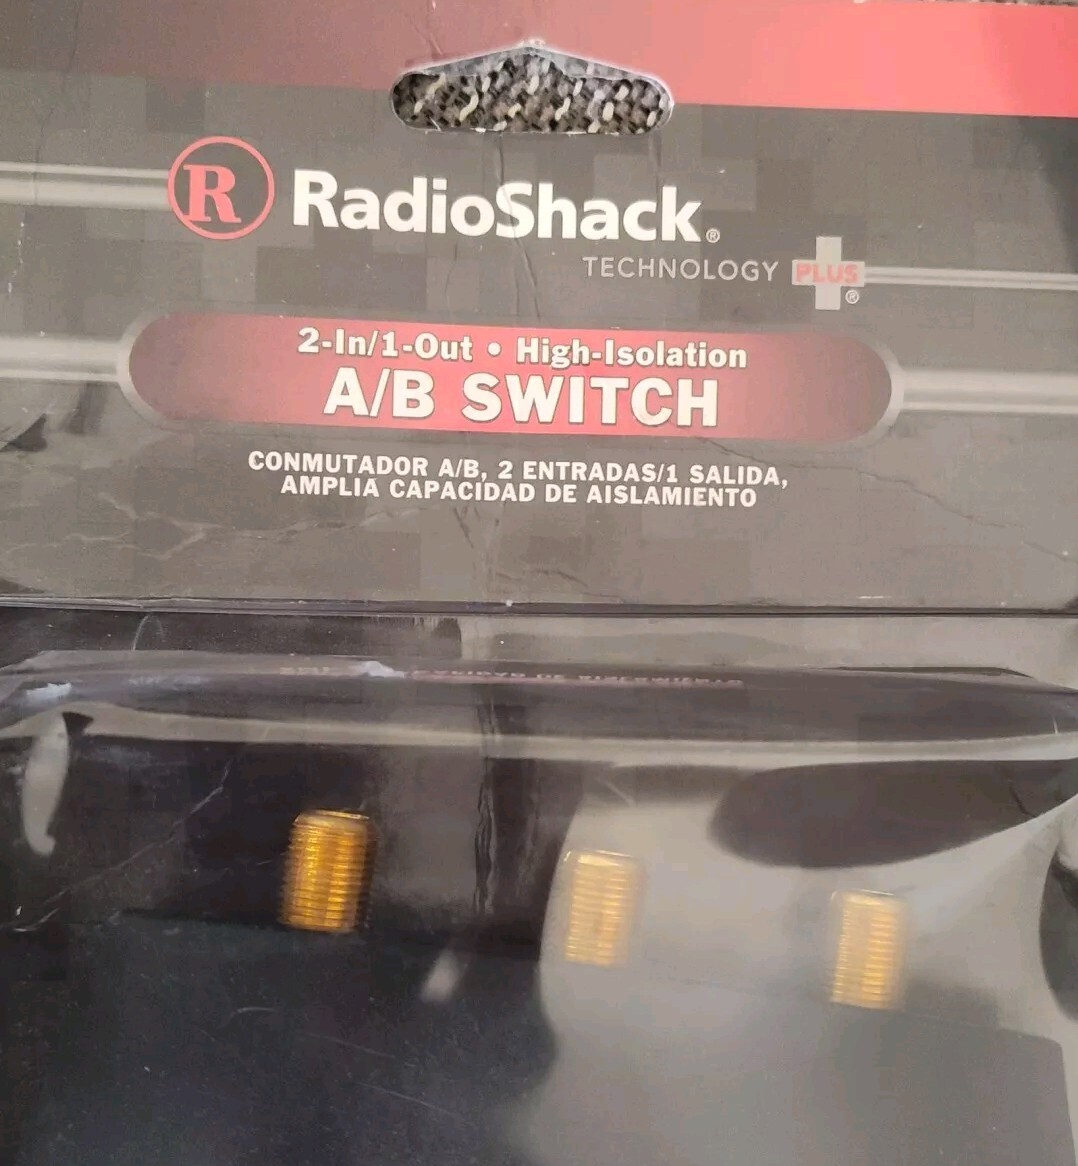 R RadioShack®
TECHNOLOGY PLUS®
2-In/1-Out • High-Isolation
A/B SWITCH
CONMUTADOR A/B, 2 ENTRADAS/1 SALIDA,
AMPLIA CAPACIDAD DE AISLAMIENTO